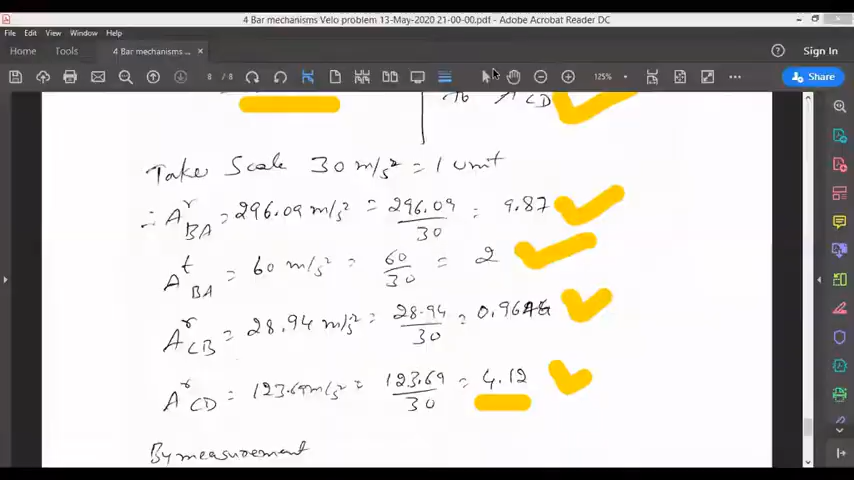 4 Bar mechanisms Velo problem 13-May-2020 21-00-00.pdf - Adobe Acrobat Reader DC
File Edit View Window Help
Home Tools 4 Bar mechanisms ... × Sign In
8 / 8 125% Share
A CD
Take Scale 30 m/s² = 1 unit
∴ A^r_BA = 296.09 m/s² = 296.09/30 = 9.87
A^t_BA = 60 m/s² = 60/30 = 2
A^r_CB = 28.94 m/s² = 28.94/30 = 0.964
A^r_CD = 123.69 m/s² = 123.69/30 = 4.12
By measurement